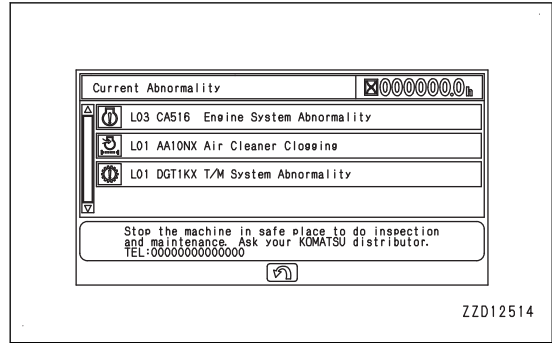 Current Abnormality 000000.0h
L03 CA516 Engine System Abnormality
L01 AA10NX Air Cleaner Clogging
L01 DGT1KX T/M System Abnormality
Stop the machine in safe place to do inspection
and maintenance. Ask your KOMATSU distributor.
TEL:00000000000000
ZZD12514